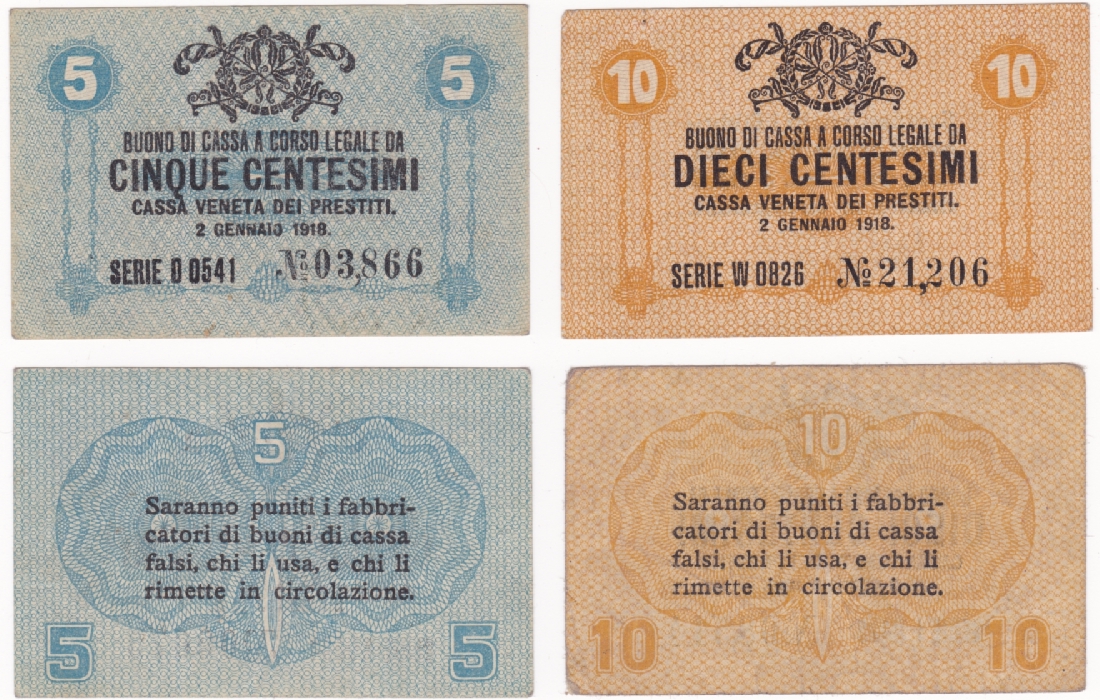 5 5
BUONO DI CASSA A CORSO LEGALE DA
CINQUE CENTESIMI
CASSA VENETA DEI PRESTITI.
2 GENNAIO 1918.
SERIE O 0541 № 03,866
10 10
BUONO DI CASSA A CORSO LEGALE DA
DIECI CENTESIMI
CASSA VENETA DEI PRESTITI.
2 GENNAIO 1918.
SERIE W 0826 № 21,206
5
Saranno puniti i fabbri-
catori di buoni di cassa
falsi, chi li usa, e chi li
rimette in circolazione.
5 5
10
Saranno puniti i fabbri-
catori di buoni di cassa
falsi, chi li usa, e chi li
rimette in circolazione.
10 10